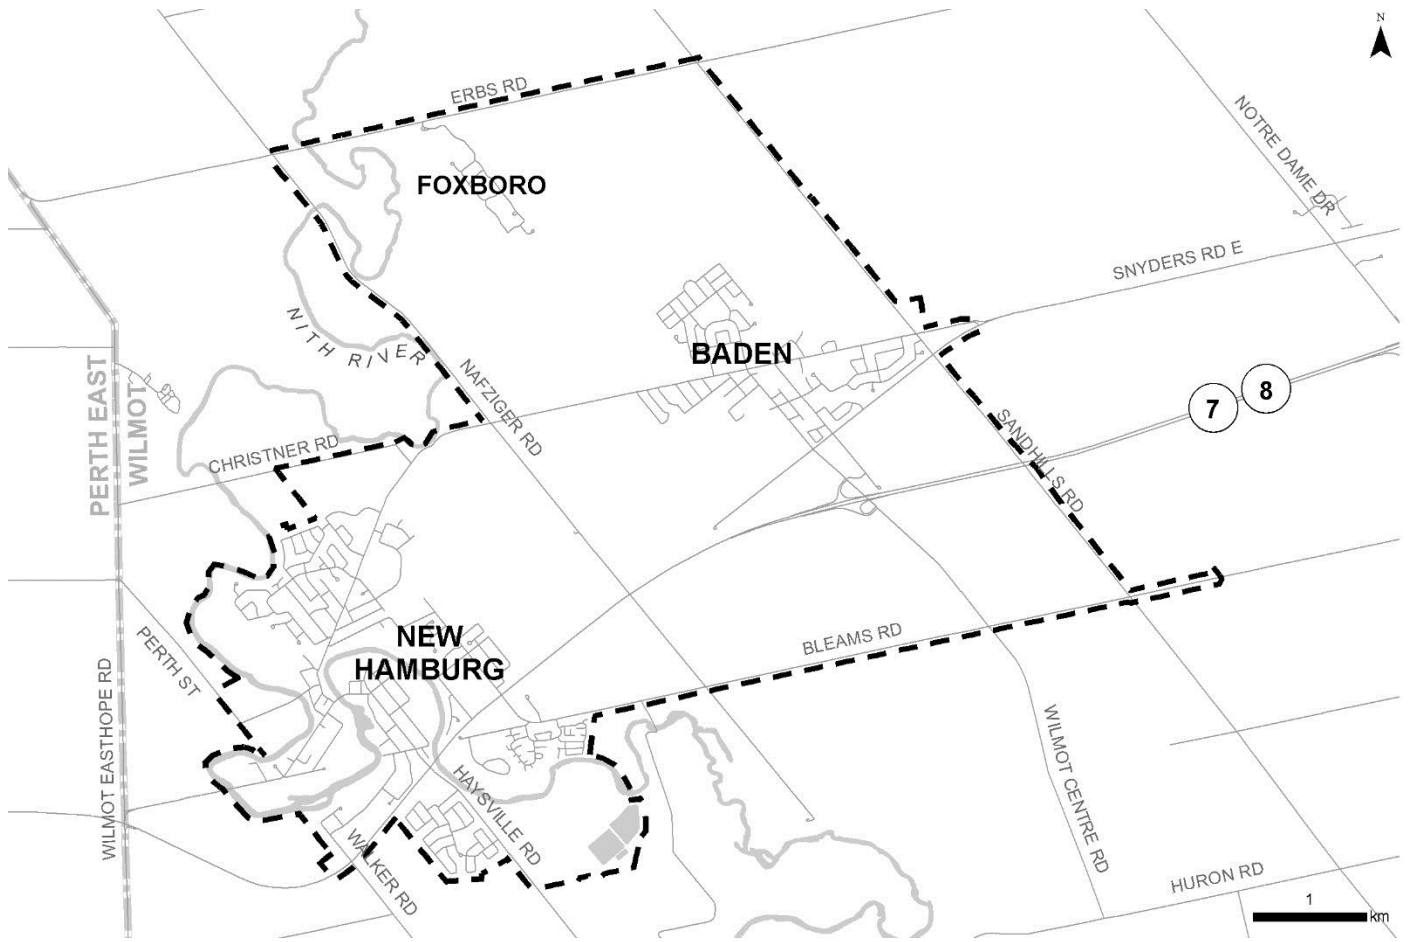 N
ERBS RD
FOXBORO
NOTRE DAME DR
SNYDERS RD E
NITH RIVER
BADEN
NAFZIGER RD
7
8
PERTH EAST
WILMOT
CHRISTNER RD
SANDHILLS RD
PERTH ST
NEW
HAMBURG
BLEAMS RD
WILMOT EASTHOPE RD
HAYSVILLE RD
WILMOT CENTRE RD
WALKER RD
HURON RD
1
km